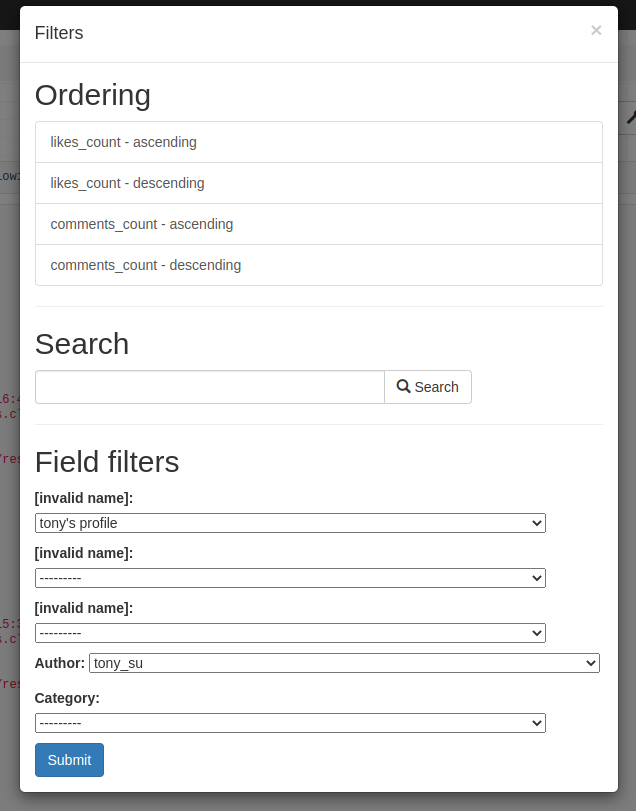 Filters ×
Ordering
likes_count - ascending
likes_count - descending
comments_count - ascending
comments_count - descending
Search
Search
Field filters
[invalid name]:
tony's profile
[invalid name]:
---------
[invalid name]:
---------
Author: tony_su
Category:
---------
Submit